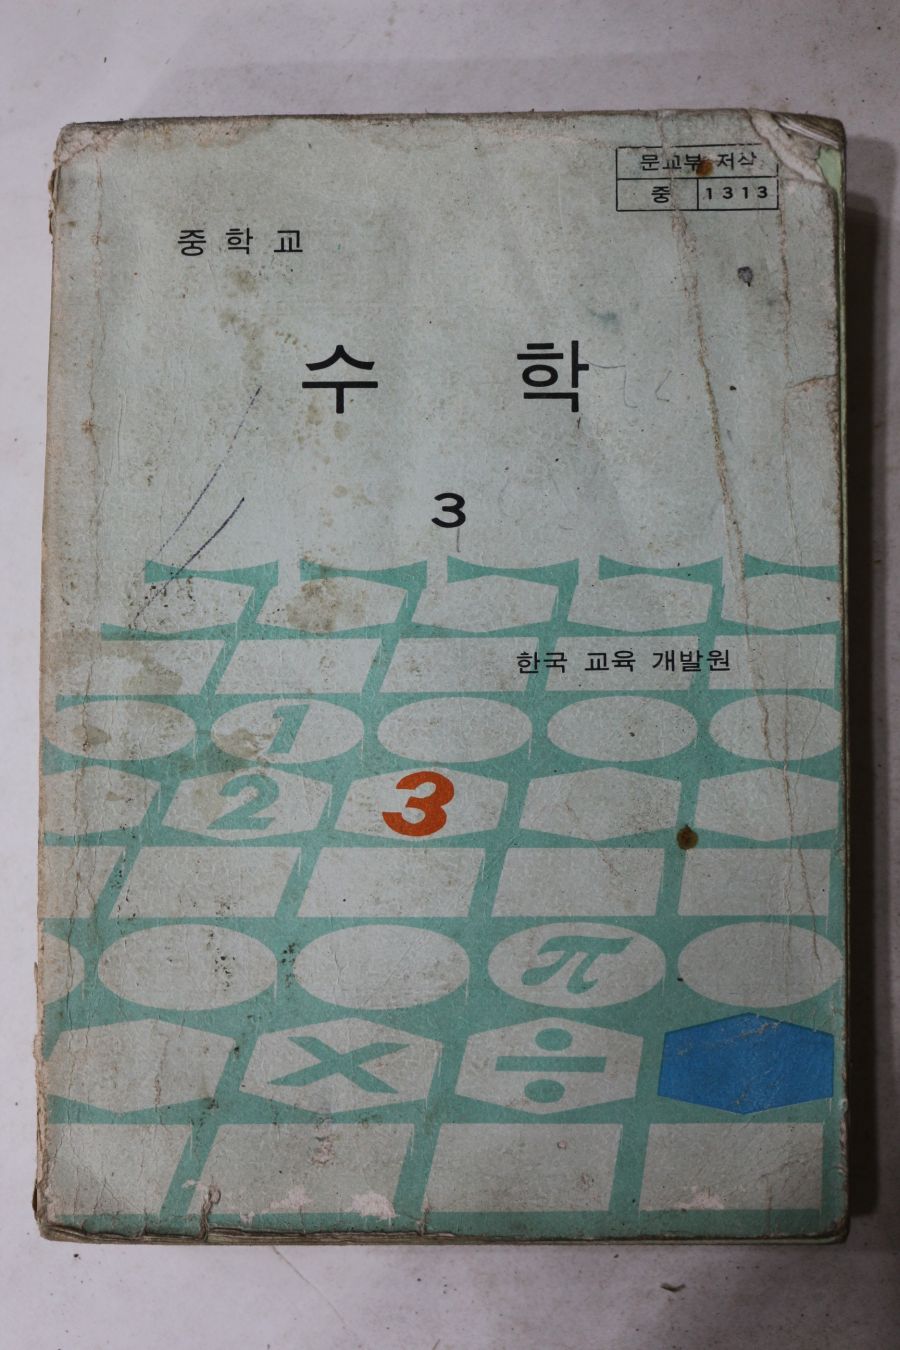 문교부 저작
중 1313
중학교
수 학
3
한국 교육 개발원
1
2 3
π
× ÷